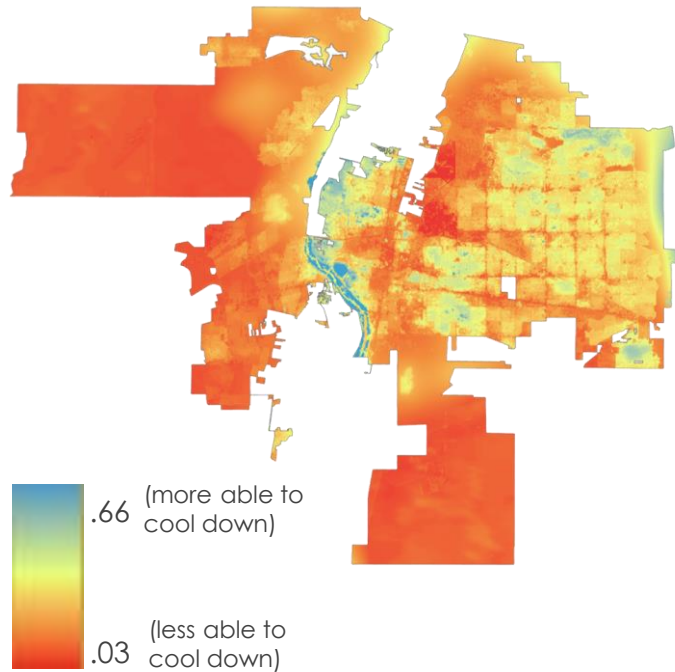 .66 (more able to
cool down)
.03 (less able to
cool down)